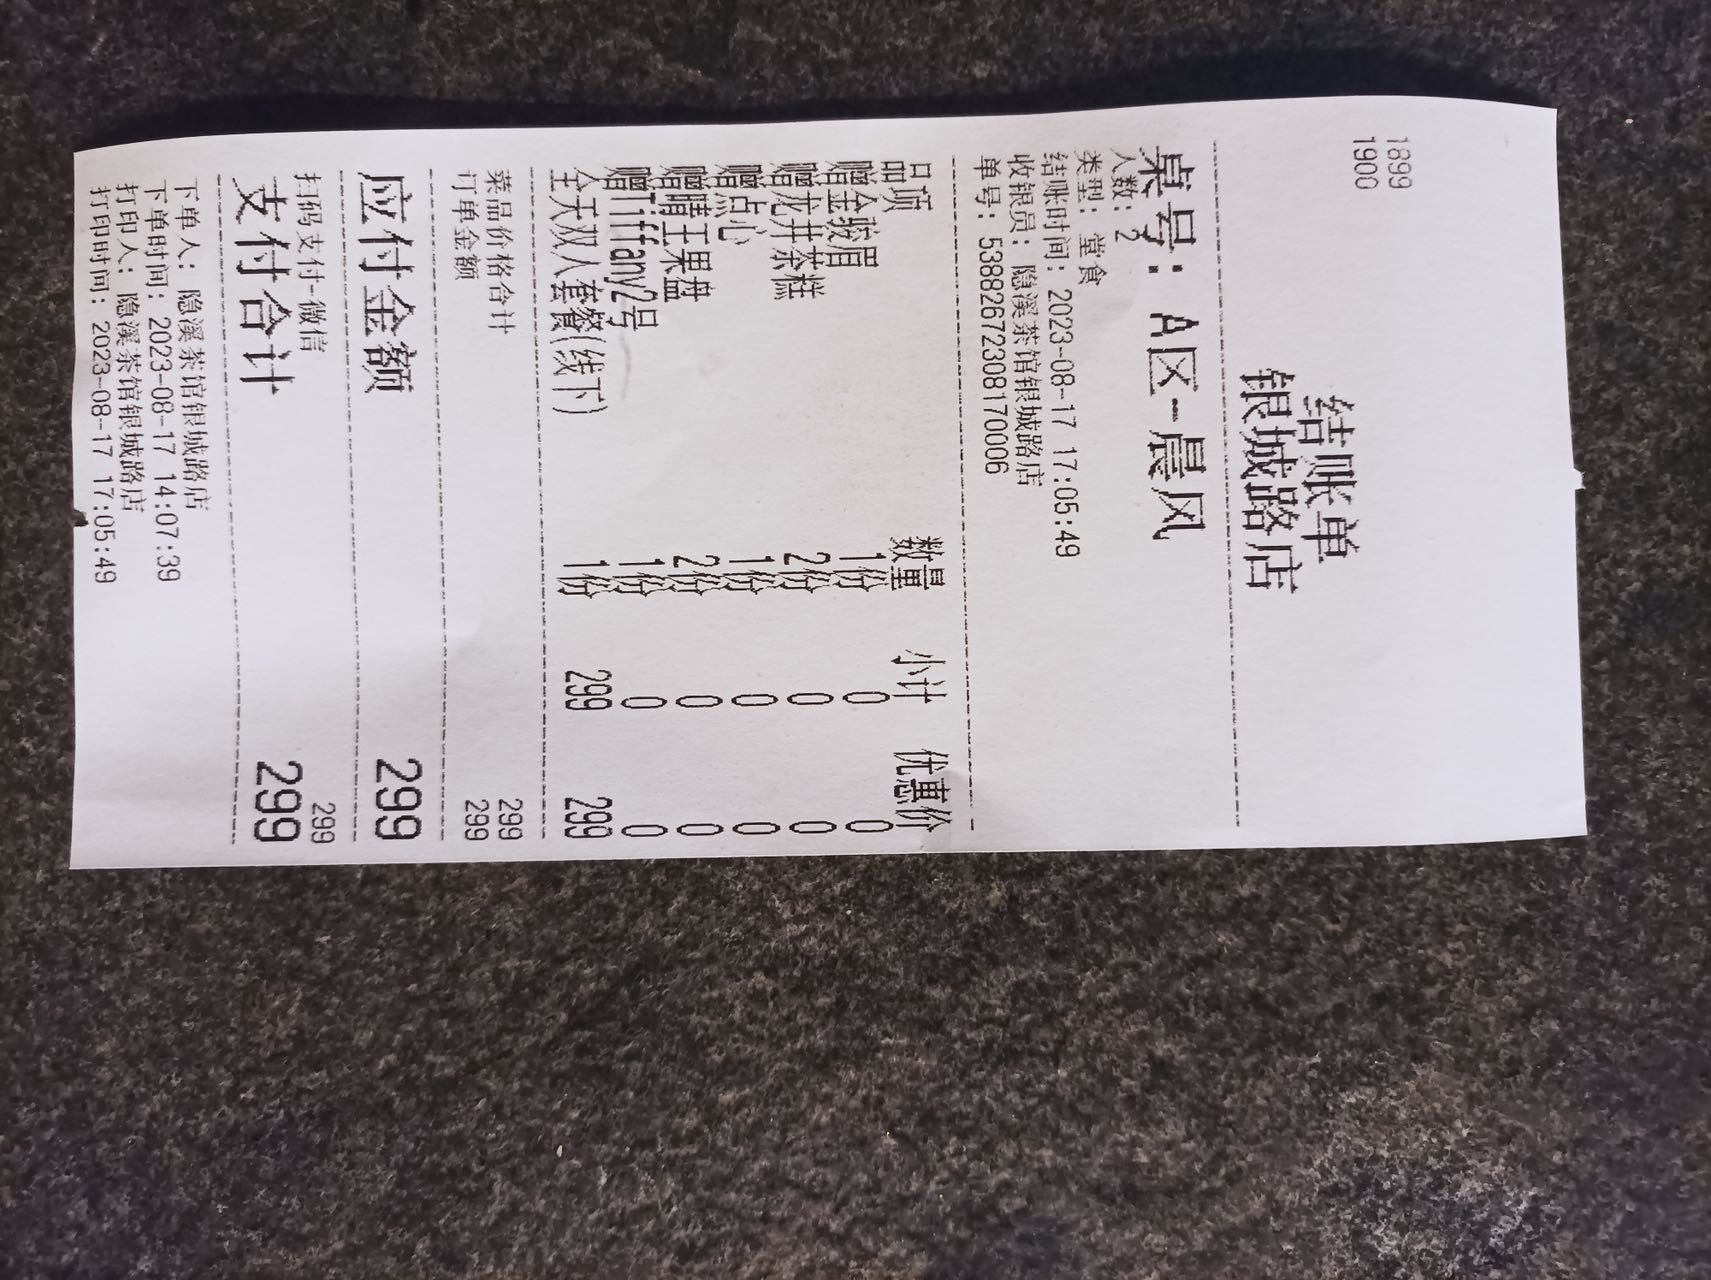 1899
1900
结账单
银城路店
桌号: A区-晨风
人数: 2
类型: 堂食
结账时间: 2023-08-17 17:05:49
收银员: 隐溪茶馆银城路店
单号: 538826723081700​06
品项 数量 小计 优惠价
赠金骏眉 1份 0 0
赠龙井茶糕 2份 0 0
赠点心 1份 0 0
赠晴王果盘 2份 0 0
赠Tiffany2号 1份 0 0
全天双人套餐(线下) 1份 299 299
菜品价格合计 299
订单金额 299
应付金额 299
扫码支付-微信 299
支付合计 299
下单人: 隐溪茶馆银城路店
下单时间: 2023-08-17 14:07:39
打印人: 隐溪茶馆银城路店
打印时间: 2023-08-17 17:05:49